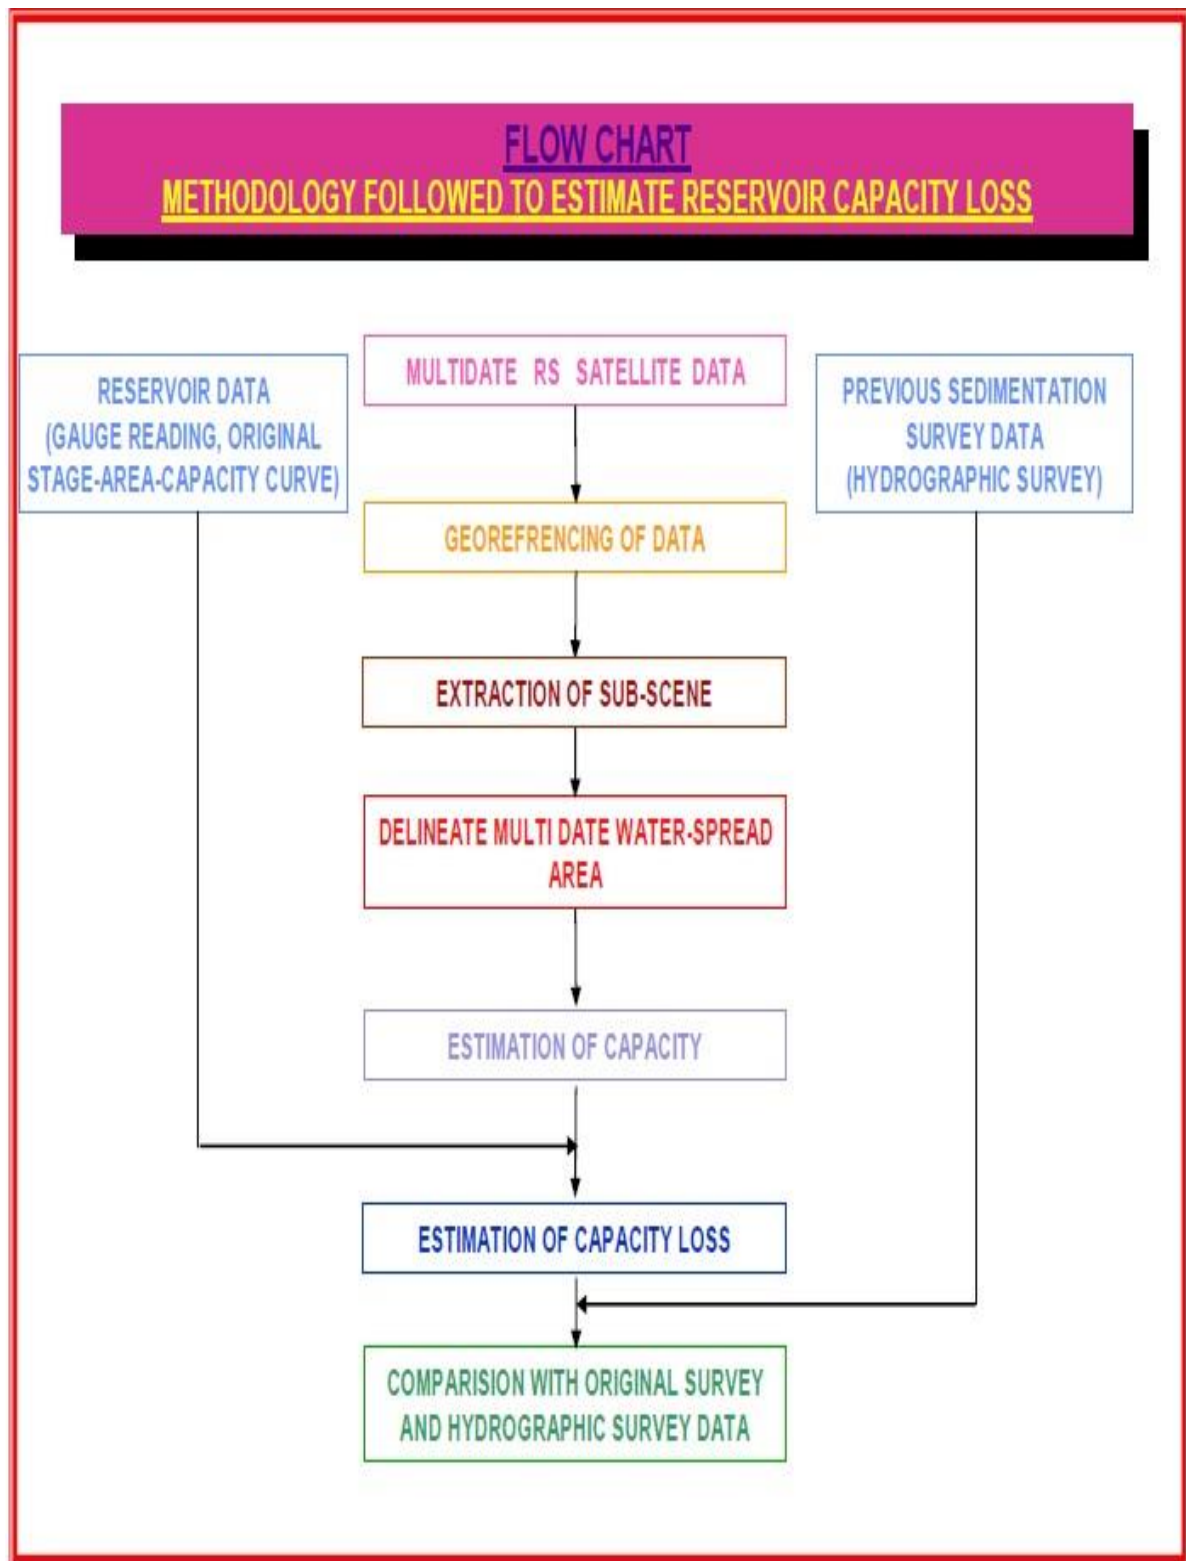 FLOW CHART
METHODOLOGY FOLLOWED TO ESTIMATE RESERVOIR CAPACITY LOSS
RESERVOIR DATA
(GAUGE READING, ORIGINAL
STAGE-AREA-CAPACITY CURVE)
MULTIDATE RS SATELLITE DATA
PREVIOUS SEDIMENTATION
SURVEY DATA
(HYDROGRAPHIC SURVEY)
GEOREFRENCING OF DATA
EXTRACTION OF SUB-SCENE
DELINEATE MULTI DATE WATER-SPREAD
AREA
ESTIMATION OF CAPACITY
ESTIMATION OF CAPACITY LOSS
COMPARISION WITH ORIGINAL SURVEY
AND HYDROGRAPHIC SURVEY DATA